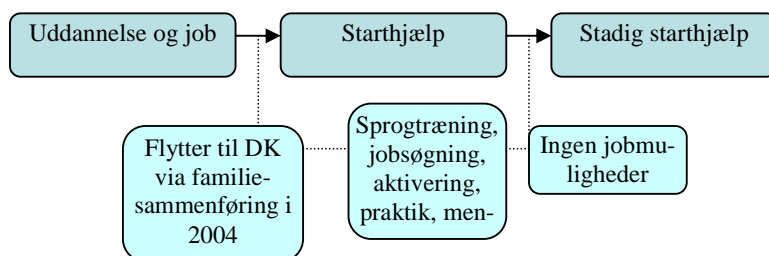 Uddannelse og job
Starthjælp
Stadig starthjælp
Flytter til DK
via familie-
sammenføring i
2004
Sprogtræning,
jobsøgning,
aktivering,
praktik, men-
Ingen jobmu-
ligheder